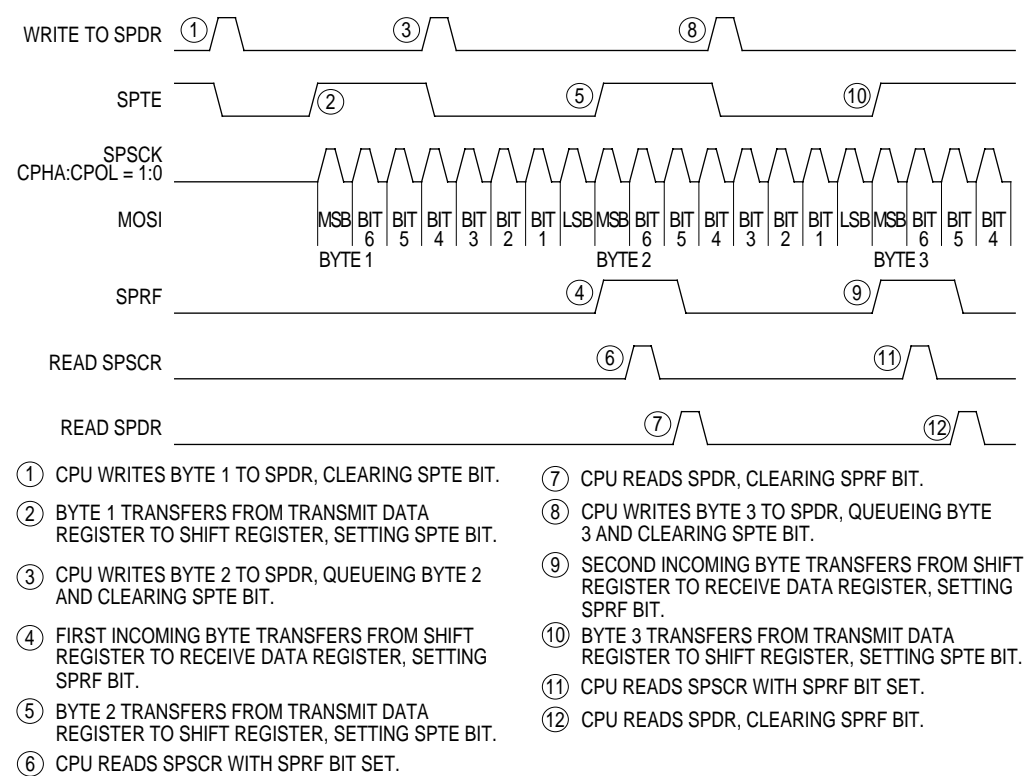 WRITE TO SPDR
1
3
8
SPTE
2
5
10
SPSCK
CPHA:CPOL = 1:0
MOSI
MSB BIT 6 BIT 5 BIT 4 BIT 3 BIT 2 BIT 1 LSB MSB BIT 6 BIT 5 BIT 4 BIT 3 BIT 2 BIT 1 LSB MSB BIT 6 BIT 5 BIT 4
BYTE 1 BYTE 2 BYTE 3
SPRF
4
9
READ SPSCR
6
11
READ SPDR
7
12
1 CPU WRITES BYTE 1 TO SPDR, CLEARING SPTE BIT.
2 BYTE 1 TRANSFERS FROM TRANSMIT DATA
REGISTER TO SHIFT REGISTER, SETTING SPTE BIT.
3 CPU WRITES BYTE 2 TO SPDR, QUEUEING BYTE 2
AND CLEARING SPTE BIT.
4 FIRST INCOMING BYTE TRANSFERS FROM SHIFT
REGISTER TO RECEIVE DATA REGISTER, SETTING
SPRF BIT.
5 BYTE 2 TRANSFERS FROM TRANSMIT DATA
REGISTER TO SHIFT REGISTER, SETTING SPTE BIT.
6 CPU READS SPSCR WITH SPRF BIT SET.
7 CPU READS SPDR, CLEARING SPRF BIT.
8 CPU WRITES BYTE 3 TO SPDR, QUEUEING BYTE
3 AND CLEARING SPTE BIT.
9 SECOND INCOMING BYTE TRANSFERS FROM SHIFT
REGISTER TO RECEIVE DATA REGISTER, SETTING
SPRF BIT.
10 BYTE 3 TRANSFERS FROM TRANSMIT DATA
REGISTER TO SHIFT REGISTER, SETTING SPTE BIT.
11 CPU READS SPSCR WITH SPRF BIT SET.
12 CPU READS SPDR, CLEARING SPRF BIT.